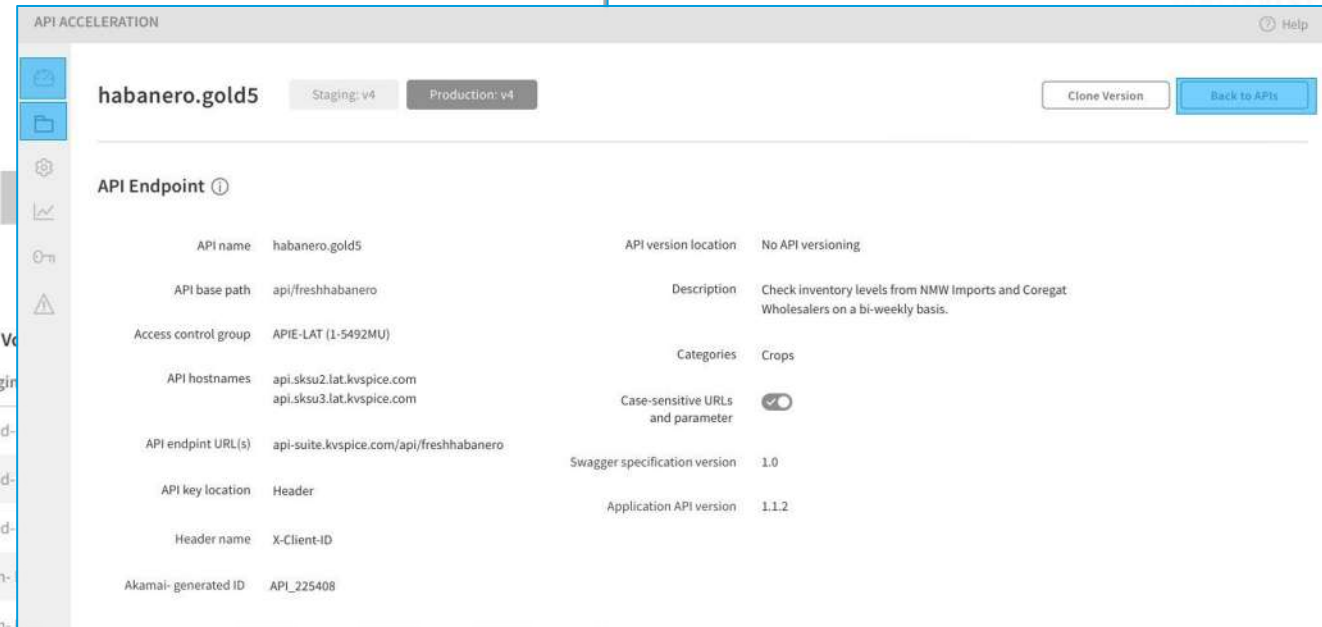 API ACCELERATION
Help
habanero.gold5
Staging: v4
Production: v4
Clone Version
Back to APIs
API Endpoint
API name habanero.gold5
API base path api/freshhabanero
Access control group APIE-LAT (1-5492MU)
API hostnames api.sksu2.lat.kvspice.com
api.sksu3.lat.kvspice.com
API endpint URL(s) api-suite.kvspice.com/api/freshhabanero
API key location Header
Header name X-Client-ID
Akamai- generated ID API_225408
API version location No API versioning
Description Check inventory levels from NMW Imports and Coregat
Wholesalers on a bi-weekly basis.
Categories Crops
Case-sensitive URLs
and parameter
Swagger specification version 1.0
Application API version 1.1.2